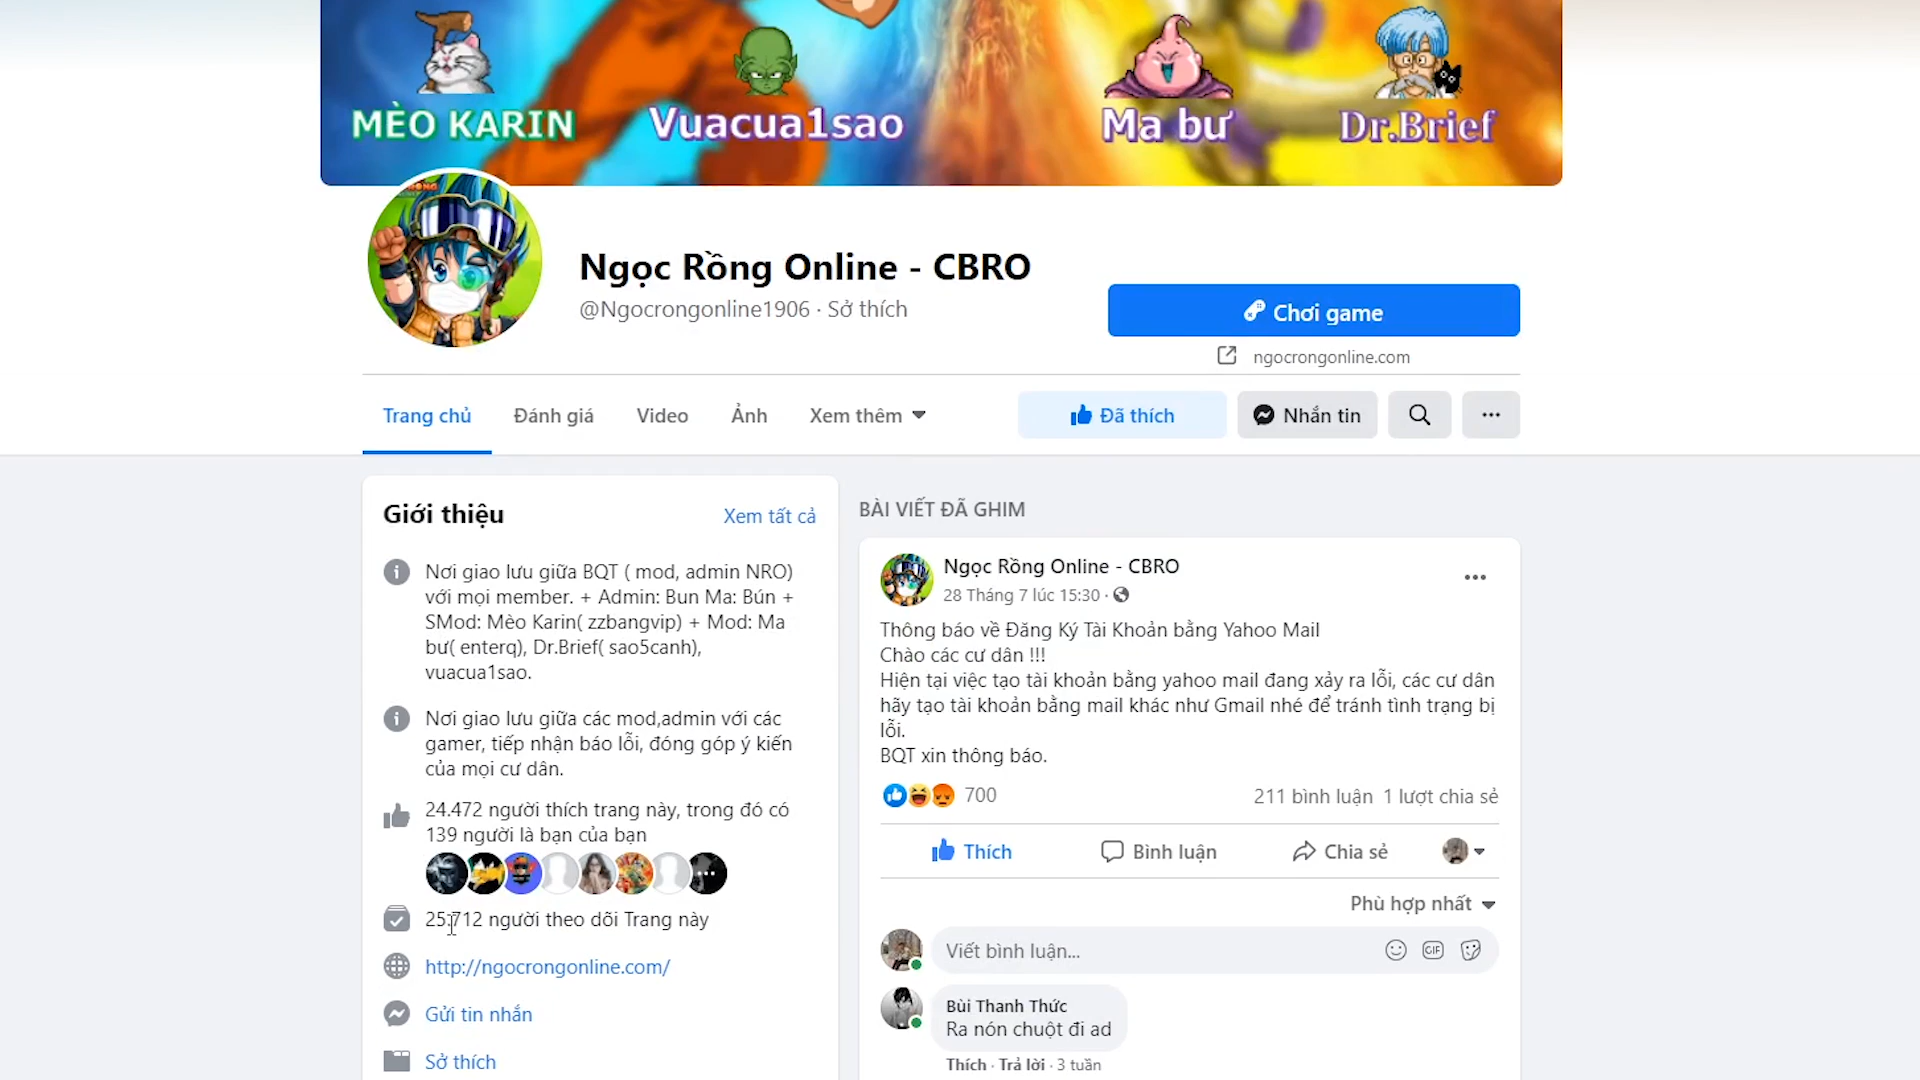 MÈO KARIN
Vuacua1sao
Ma bư
Dr.Brief
Ngọc Rồng Online - CBRO
@Ngocrongonline1906 · Sở thích
Chơi game
ngocrongonline.com
Trang chủ
Đánh giá
Video
Ảnh
Xem thêm
Đã thích
Nhắn tin
Giới thiệu
Xem tất cả
Nơi giao lưu giữa BQT ( mod, admin NRO)
với mọi member. + Admin: Bun Ma: Bún +
SMod: Mèo Karin( zzbangvip) + Mod: Ma
bư( enterq), Dr.Brief( sao5canh),
vuacua1sao.
Nơi giao lưu giữa các mod,admin với các
gamer, tiếp nhận báo lỗi, đóng góp ý kiến
của mọi cư dân.
24.472 người thích trang này, trong đó có
139 người là bạn của bạn
25.712 người theo dõi Trang này
http://ngocrongonline.com/
Gửi tin nhắn
Sở thích
BÀI VIẾT ĐÃ GHIM
Ngọc Rồng Online - CBRO
28 Tháng 7 lúc 15:30 ·
Thông báo về Đăng Ký Tài Khoản bằng Yahoo Mail
Chào các cư dân !!!
Hiện tại việc tạo tài khoản bằng yahoo mail đang xảy ra lỗi, các cư dân
hãy tạo tài khoản bằng mail khác như Gmail nhé để tránh tình trạng bị
lỗi.
BQT xin thông báo.
700
211 bình luận 1 lượt chia sẻ
Thích
Bình luận
Chia sẻ
Phù hợp nhất
Viết bình luận...
GIF
Bùi Thanh Thức
Ra nón chuột đi ad
Thích · Trả lời · 3 tuần